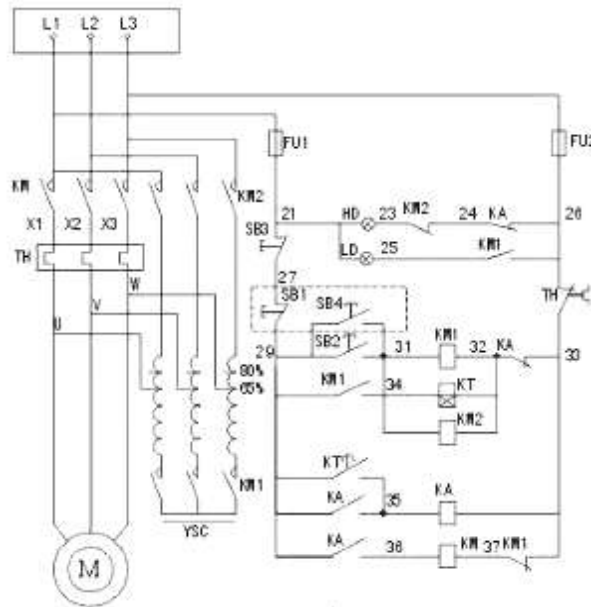 L1 L2 L3
FU1 FU2
KM KM2
X1 X2 X3
21 HD 23 KM2 24 KA 26
SB3
LD 25 KM1
TH W
27
SB1 SB4 TH
U V
SB2
29 31 KM1 32 KA 33
80%
65%
KM1 34 KT
KM2
KT
KM1 KA 35 KA
YSC
KA 36 KM 37 KM1
M